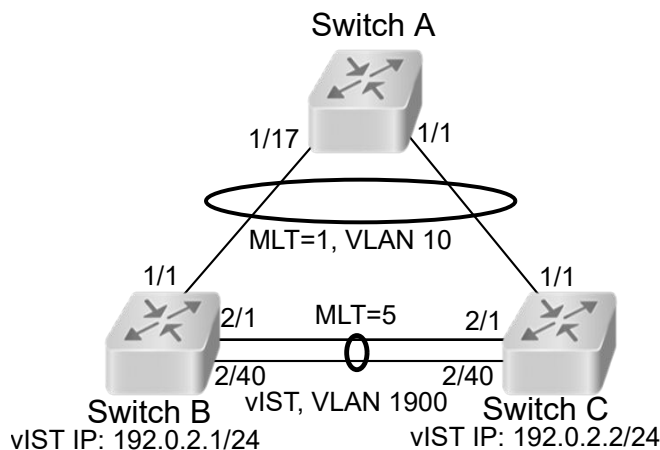 Switch A
1/17
1/1
MLT=1, VLAN 10
1/1
1/1
2/1
MLT=5
2/1
2/40
2/40
vIST, VLAN 1900
Switch B
Switch C
vIST IP: 192.0.2.1/24
vIST IP: 192.0.2.2/24